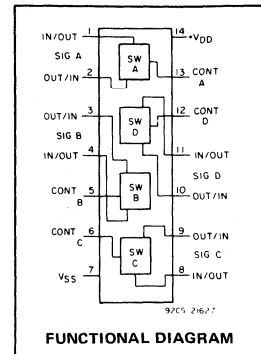 1 14
IN/OUT +VDD
SIG A SW A
2 13 CONT A
OUT/IN
3 12 CONT D
OUT/IN SW D
SIG B
4 11
IN/OUT IN/OUT
SIG D
CONT B 5 SW B 10
OUT/IN
CONT C 6 9 OUT/IN
SW C SIG C
VSS 7 8 IN/OUT
92CS 21627
FUNCTIONAL DIAGRAM